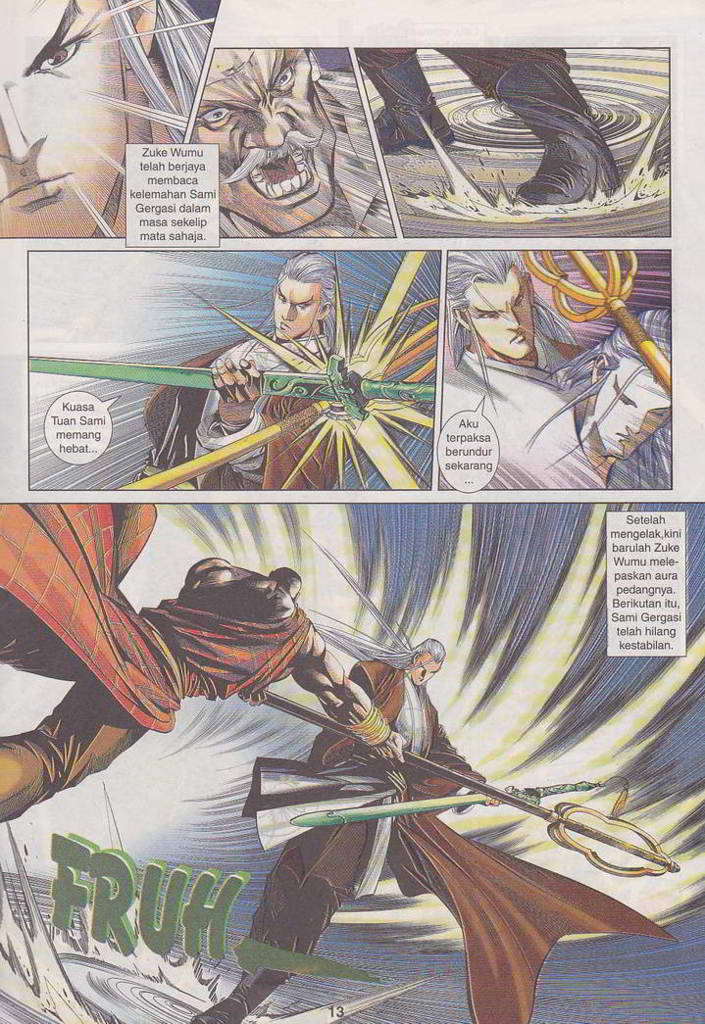 Zuke Wumu
telah berjaya
membaca
kelemahan Sami
Gergasi dalam
masa sekelip
mata sahaja.
Kuasa
Tuan Sami
memang
hebat...
Aku
terpaksa
berundur
sekarang
...
Setelah
mengelak,kini
barulah Zuke
Wumu mele-
paskan aura
pedangnya.
Berikutan itu,
Sami Gergasi
telah hilang
kestabilan.
FRUH
13